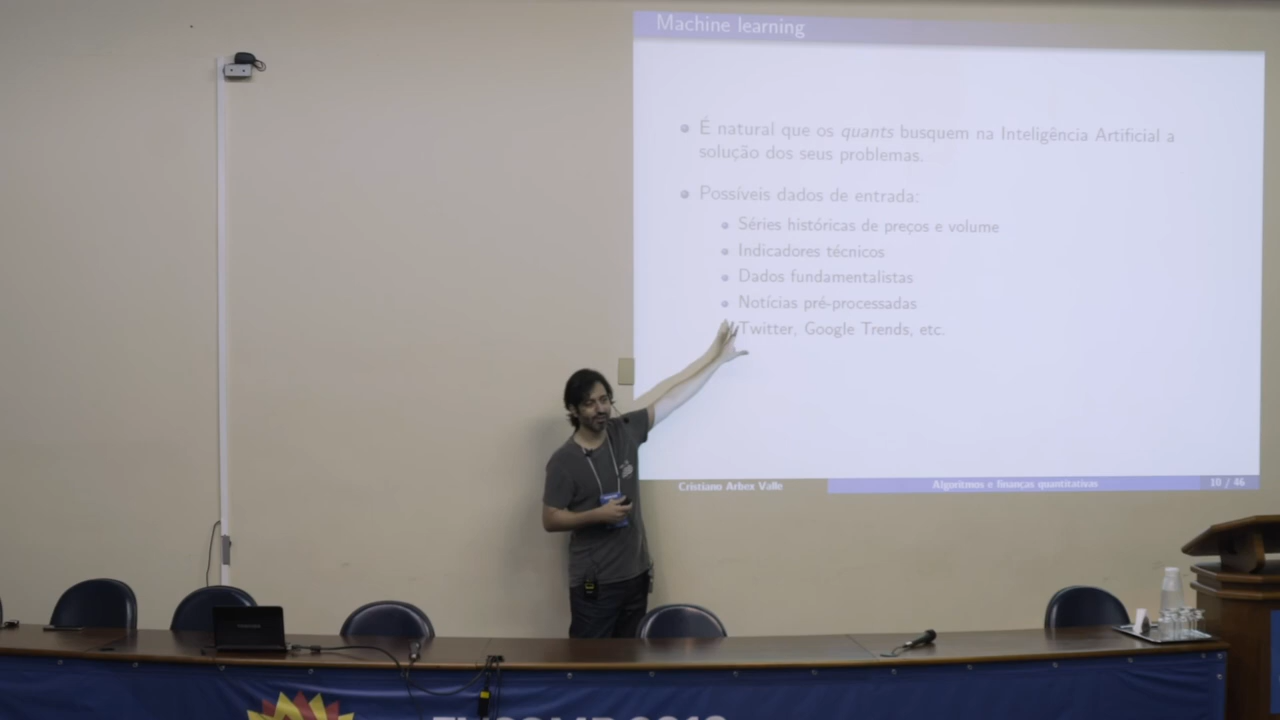 Machine learning
É natural que os quants busquem na Inteligência Artificial a
solução dos seus problemas.
Possíveis dados de entrada:
Séries históricas de preços e volume
Indicadores técnicos
Dados fundamentalistas
Notícias pré-processadas
Twitter, Google Trends, etc.
Cristiano Arbex Valle
Algoritmos e finanças quantitativas
10 / 46
TOSHIBA